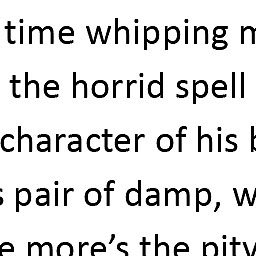 time whipping m
the horrid spell
character of his b
s pair of damp, w
e more's the pity